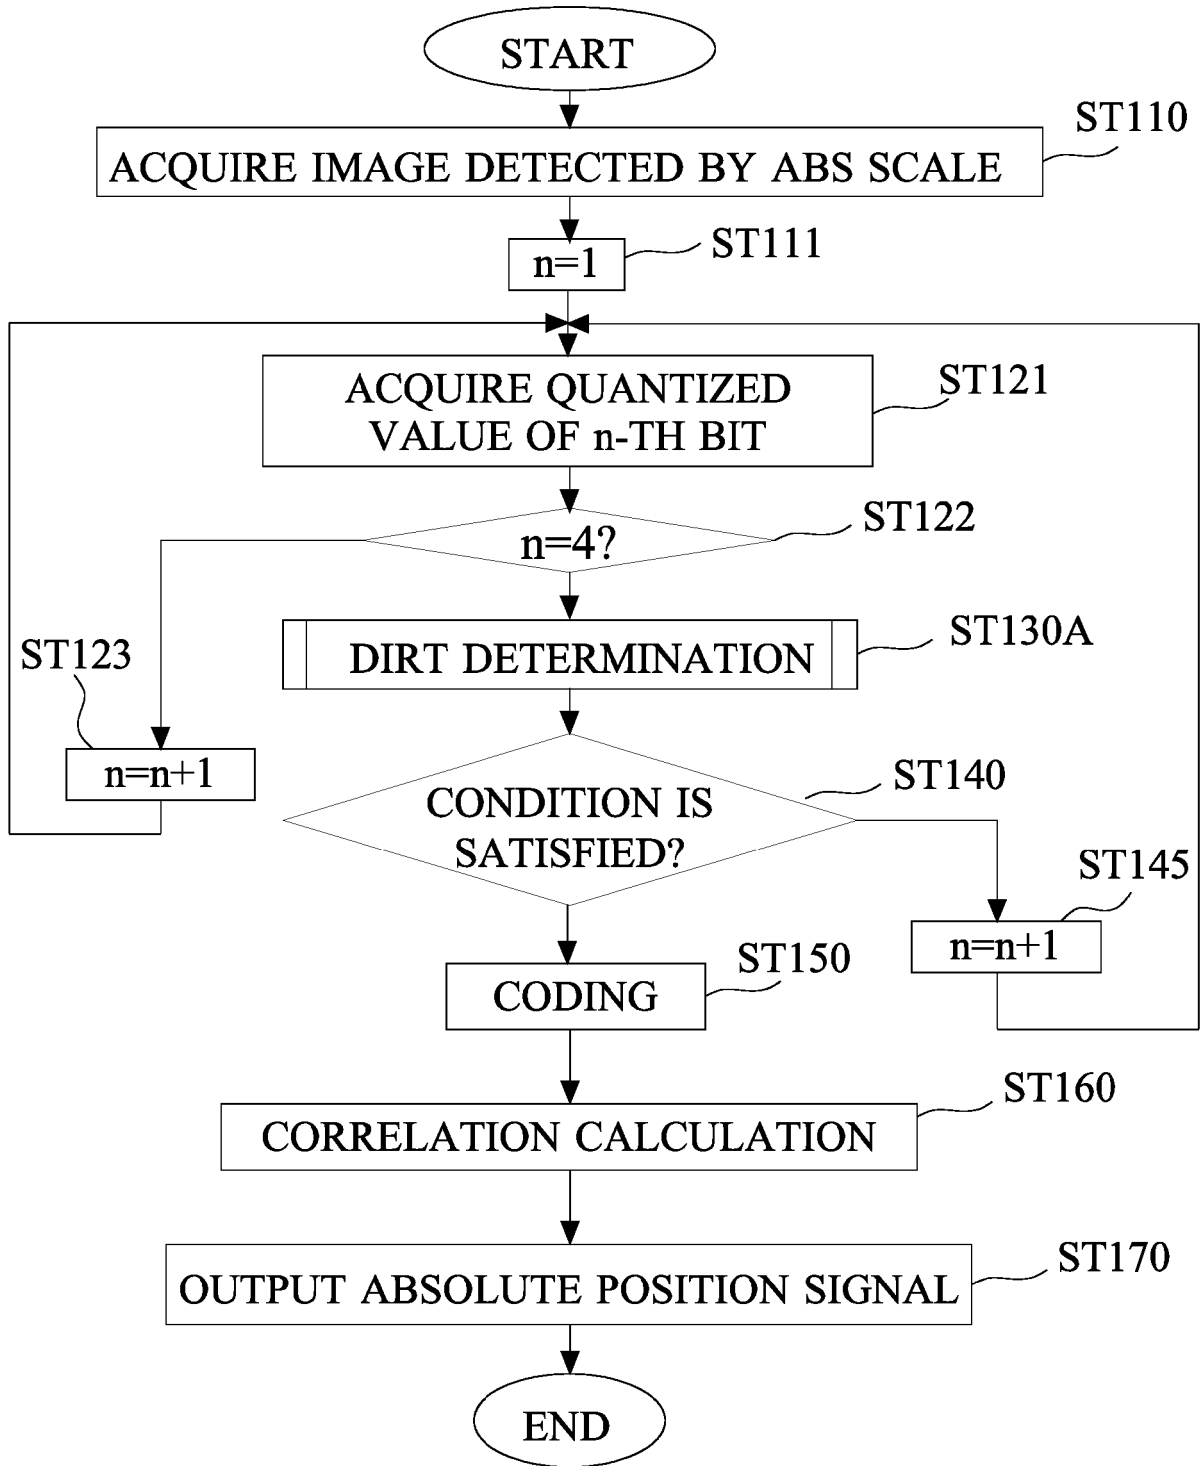 START
ST110
ACQUIRE IMAGE DETECTED BY ABS SCALE
ST111
n=1
ST121
ACQUIRE QUANTIZED
VALUE OF n-TH BIT
ST122
n=4?
ST130A
DIRT DETERMINATION
ST123
n=n+1
ST140
CONDITION IS
SATISFIED?
ST145
n=n+1
ST150
CODING
ST160
CORRELATION CALCULATION
ST170
OUTPUT ABSOLUTE POSITION SIGNAL
END